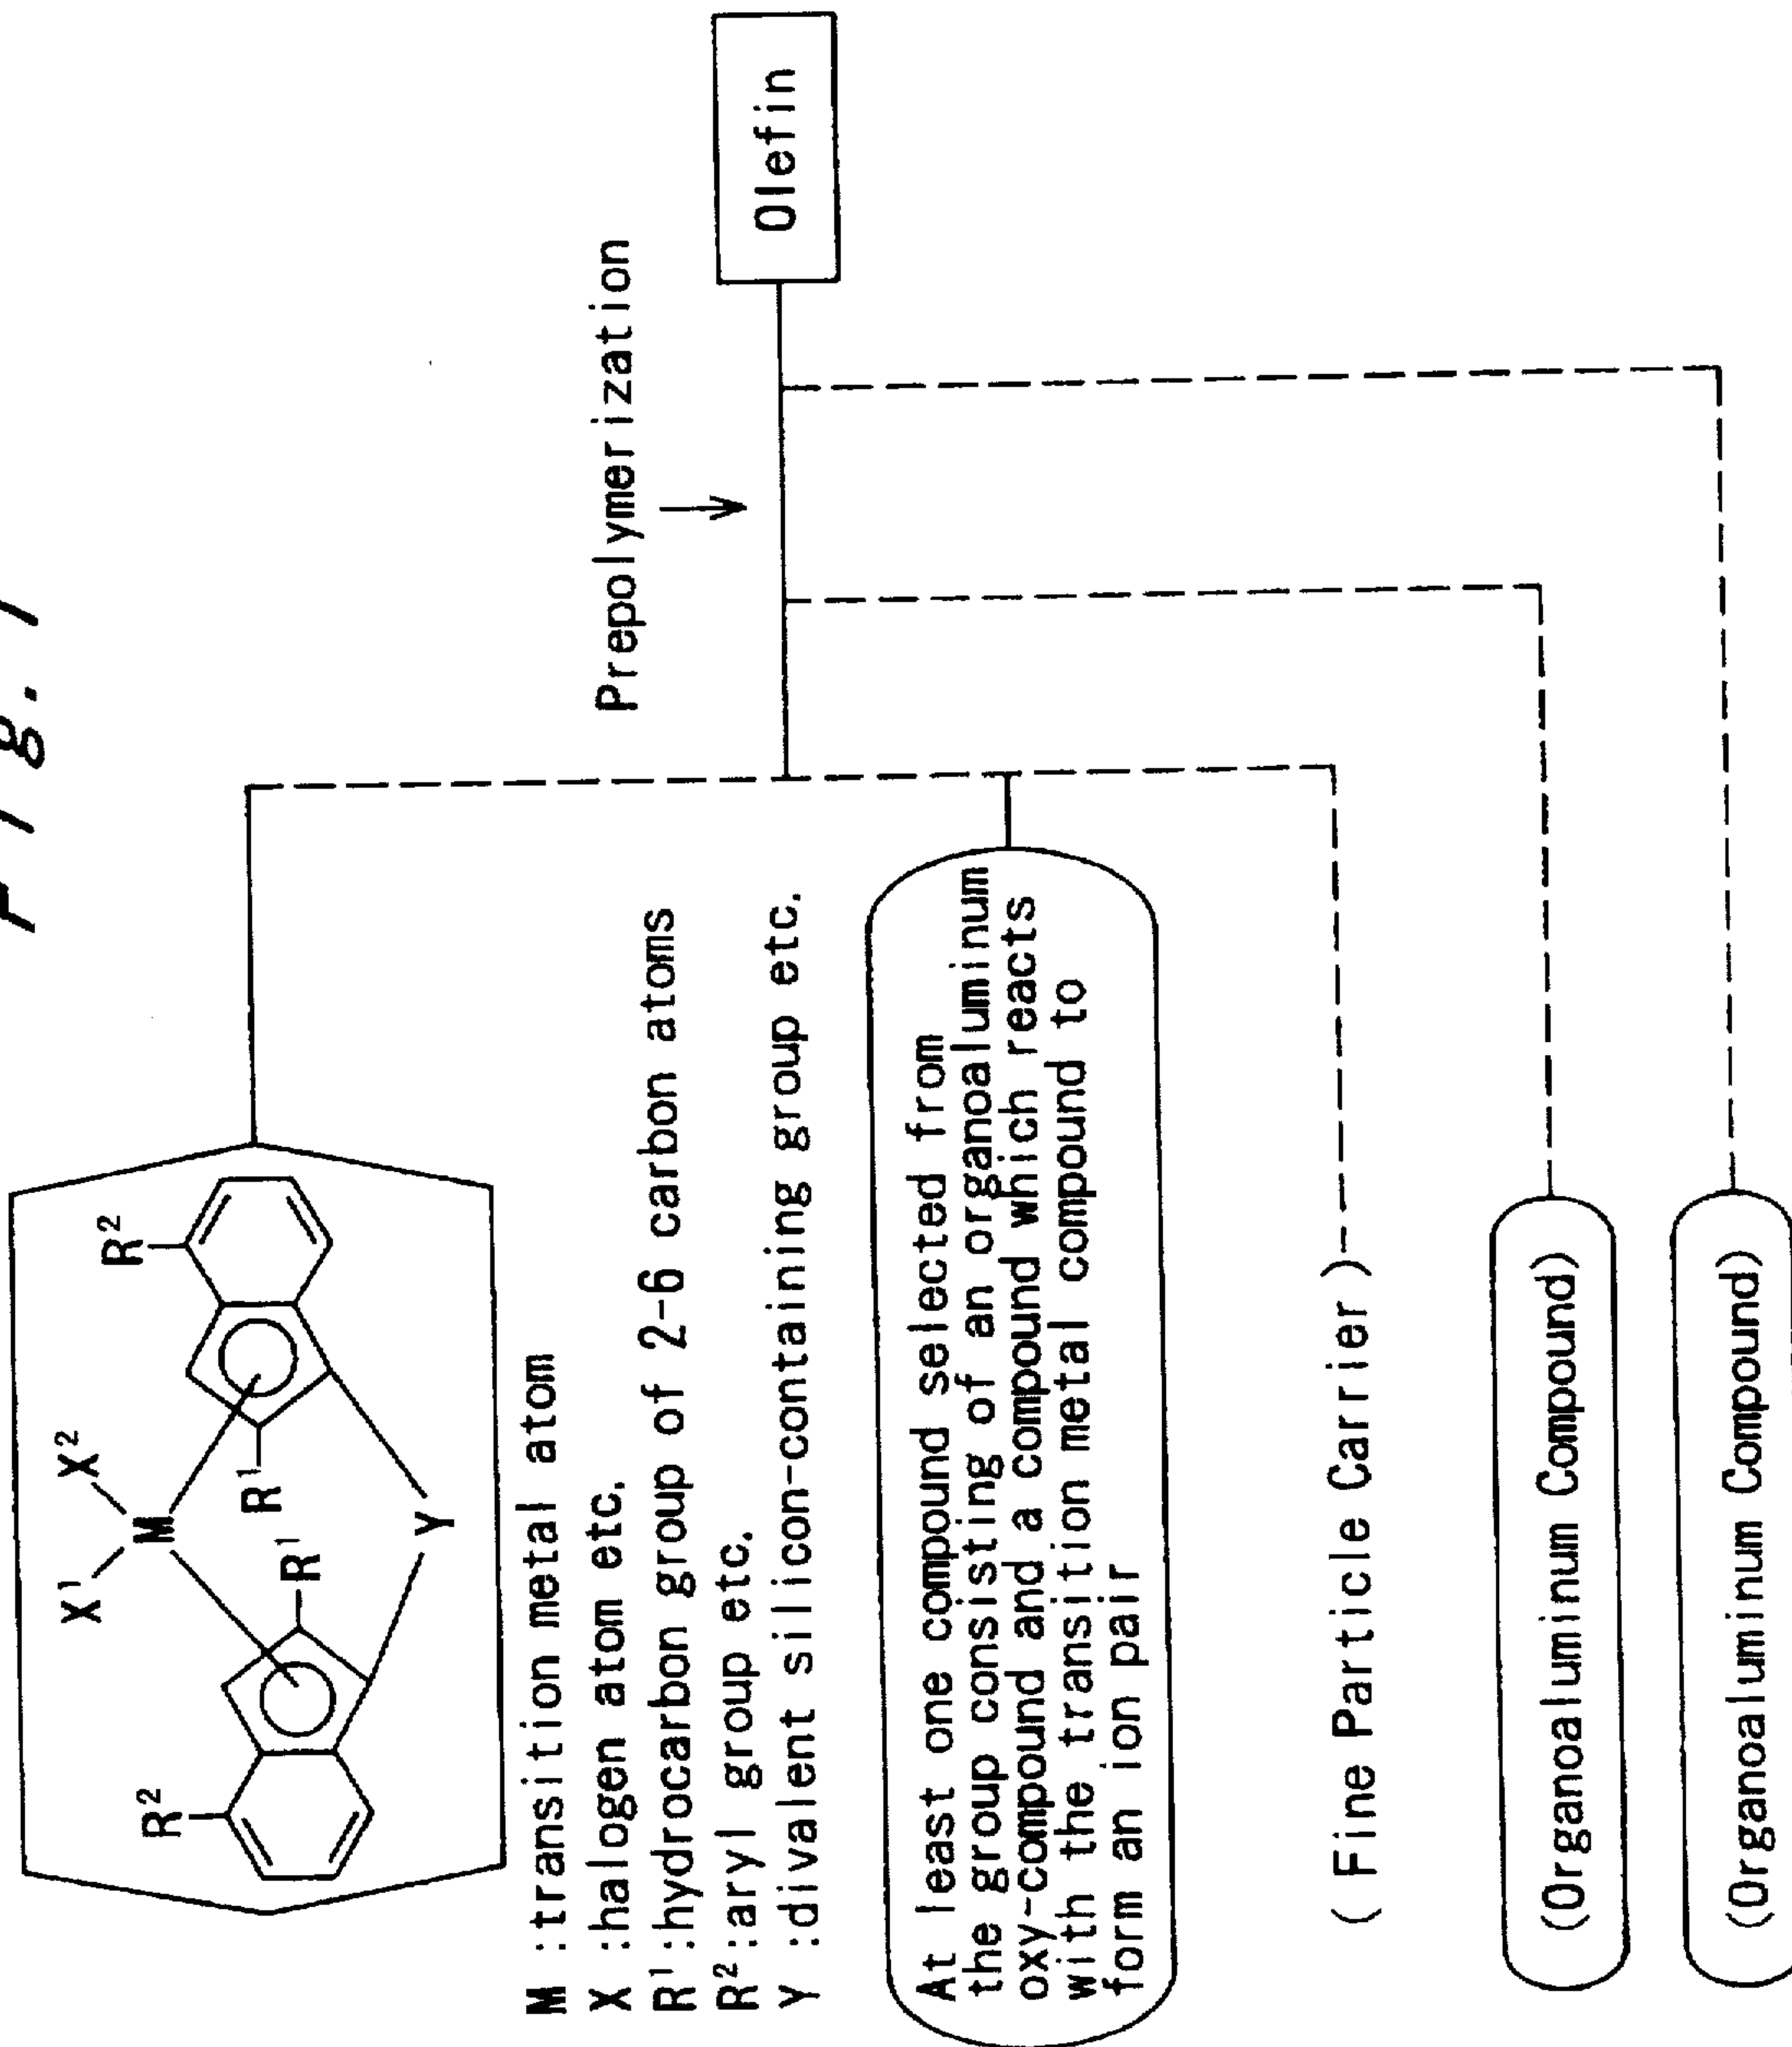 Fig. 1
X¹ X²
M
R² R¹ R¹ R²
Y
M :transition metal atom
X :halogen atom etc.
R¹:hydrocarbon group of 2-6 carbon atoms
R²:aryl group etc.
Y :divalent silicon-containing group etc.
At least one compound selected from
the group consisting of an organoaluminum
oxy-compound and a compound which reacts
with the transition metal compound to
form an ion pair
( Fine Particle Carrier )
(Organoaluminum Compound)
(Organoaluminum Compound)
Prepolymerization
Olefin